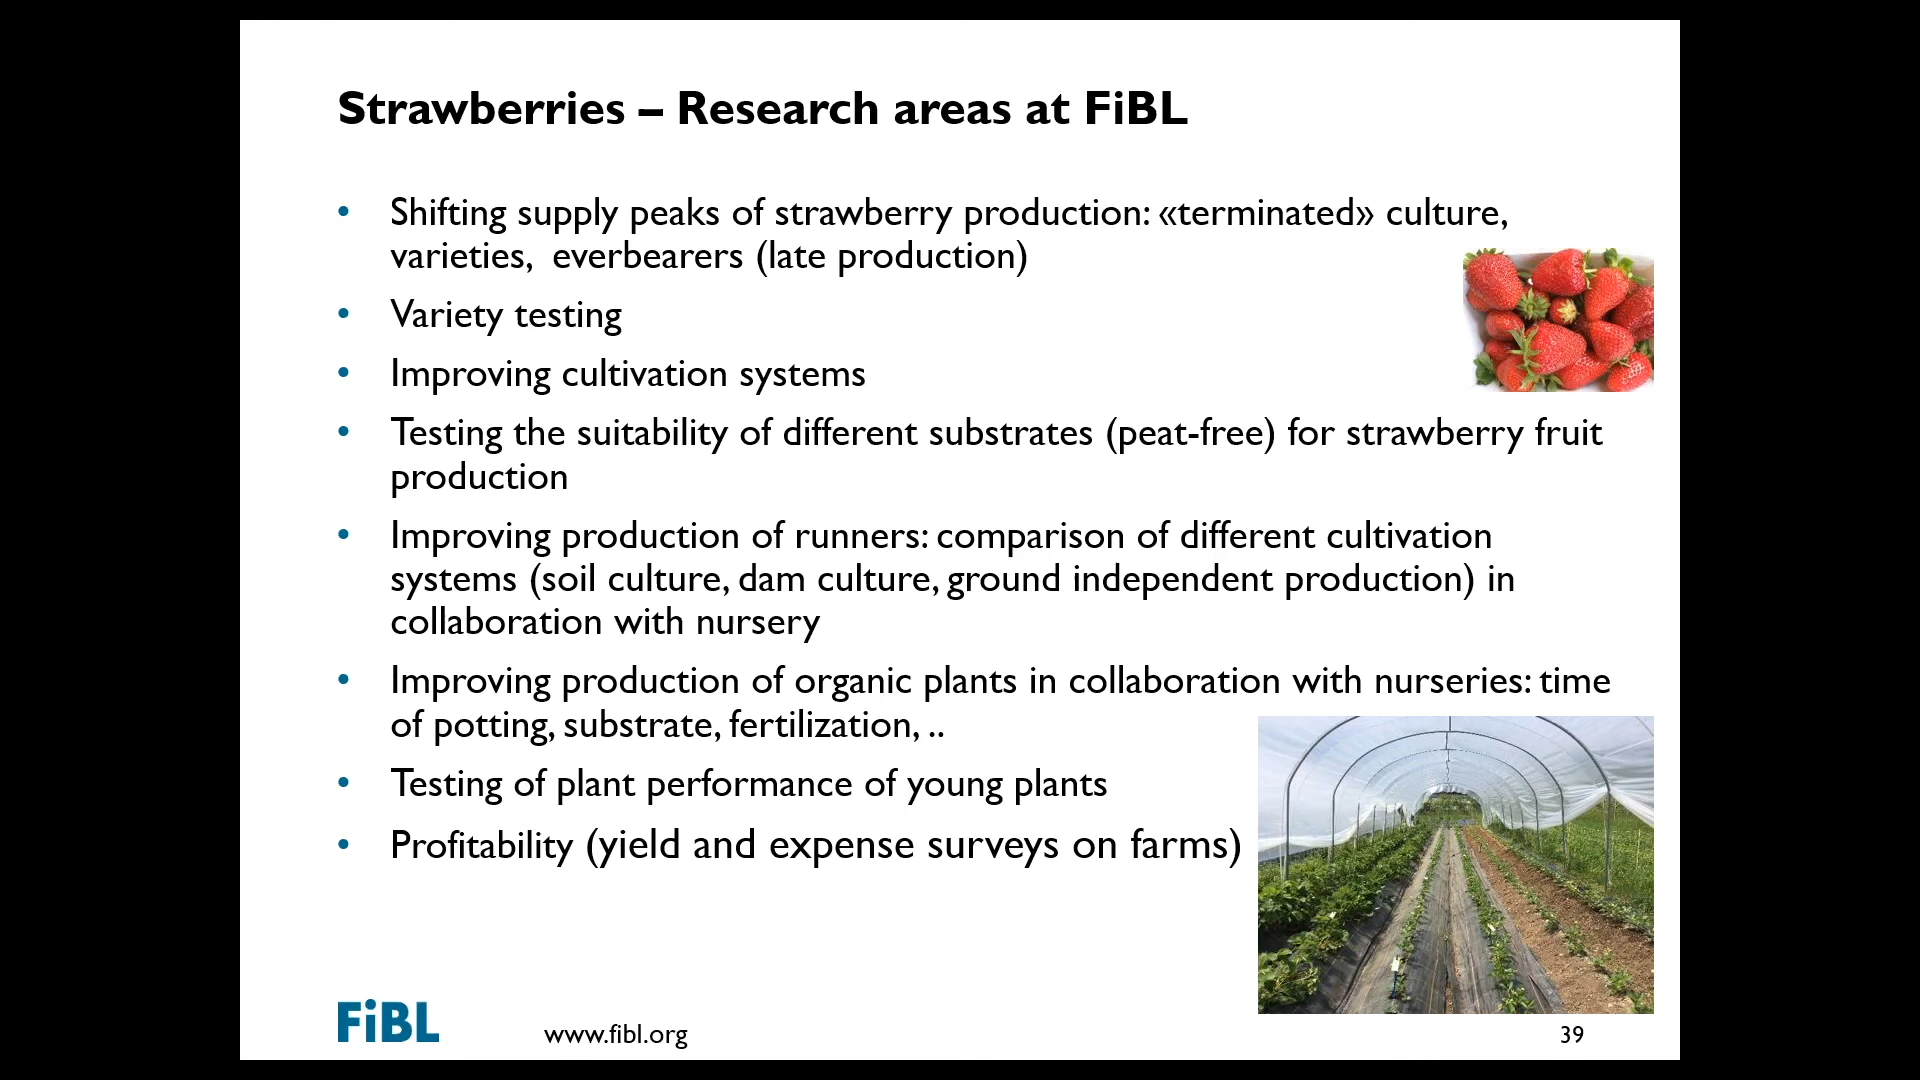 Strawberries – Research areas at FiBL
• Shifting supply peaks of strawberry production: «terminated» culture,
varieties,  everbearers (late production)
• Variety testing
• Improving cultivation systems
• Testing the suitability of different substrates (peat-free) for strawberry fruit
production
• Improving production of runners: comparison of different cultivation
systems (soil culture, dam culture, ground independent production) in
collaboration with nursery
• Improving production of organic plants in collaboration with nurseries: time
of potting, substrate, fertilization, ..
• Testing of plant performance of young plants
• Profitability (yield and expense surveys on farms)
FiBL
www.fibl.org
39